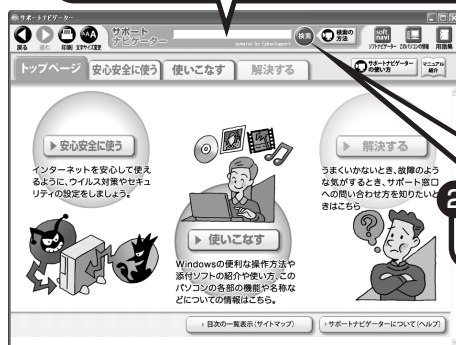 サポートナビゲーター
戻る 進む 印刷 文字サイズ変更
サポート
ナビゲーター
powered by CyberSupport
検索
検索の
方法
soft
navi
ソフトナビゲーター このパソコンの情報 用語集
トップページ 安心安全に使う 使いこなす 解決する
サポートナビゲーター
の使い方
マニュアル
紹介
安心安全に使う
インターネットを安心して使え
るように、ウイルス対策やセキュ
リティの設定をしましょう。
使いこなす
Windowsの便利な操作方法や
添付ソフトの紹介や使い方、この
パソコンの各部の機能や名称な
どについての情報はこちら。
解決する
うまくいかないとき、故障のよう
な気がするとき、サポート窓口
への問い合わせ方を知りたいと
きはこちら
2
目次の一覧表示(サイトマップ)
サポートナビゲーターについて(ヘルプ)